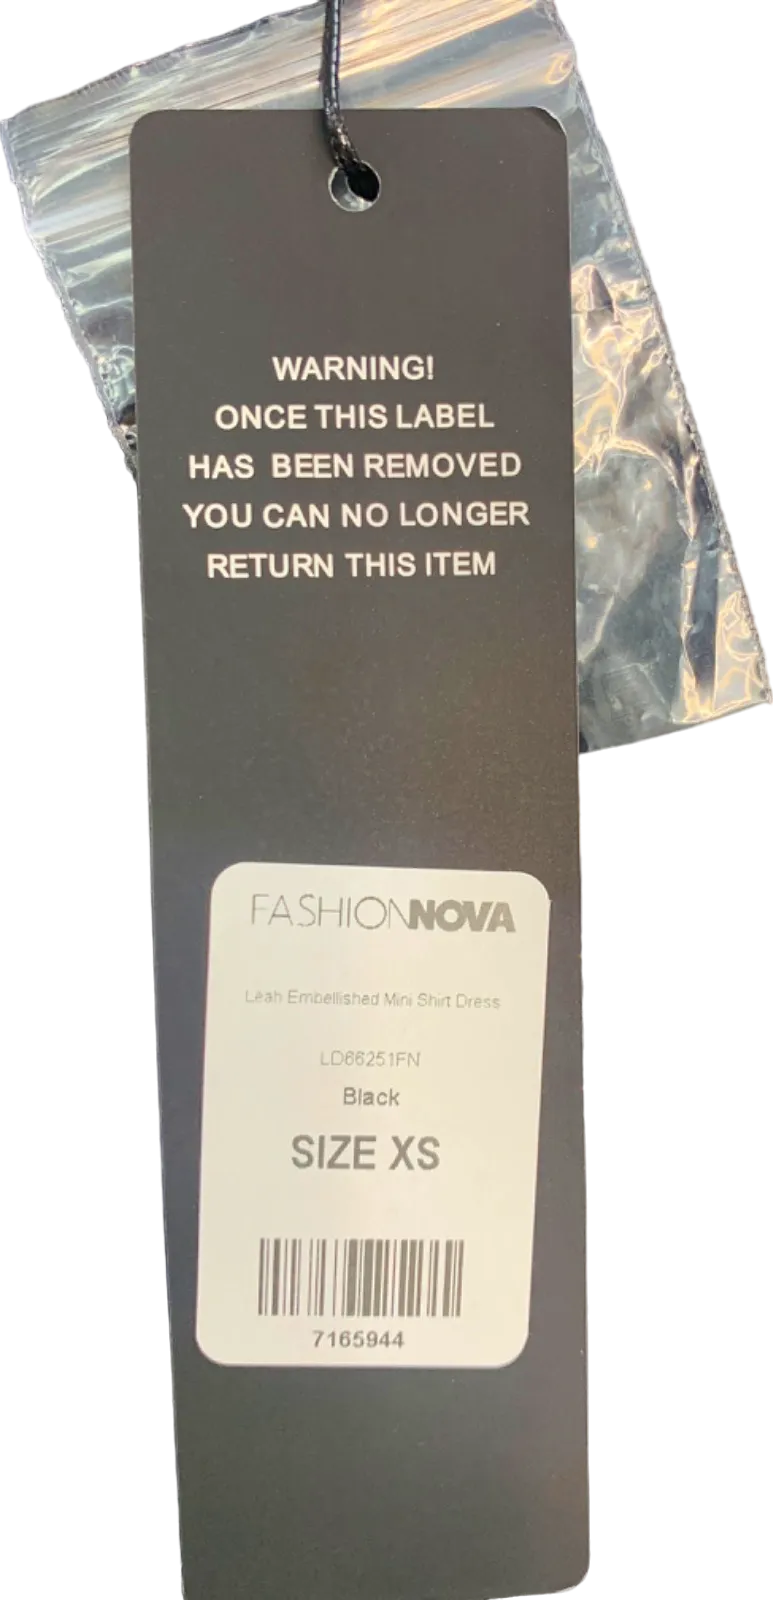 WARNING!
ONCE THIS LABEL
HAS BEEN REMOVED
YOU CAN NO LONGER
RETURN THIS ITEM
FASHIONNOVA
Leah Embellished Mini Shirt Dress
LD66251FN
Black
SIZE XS
7165944